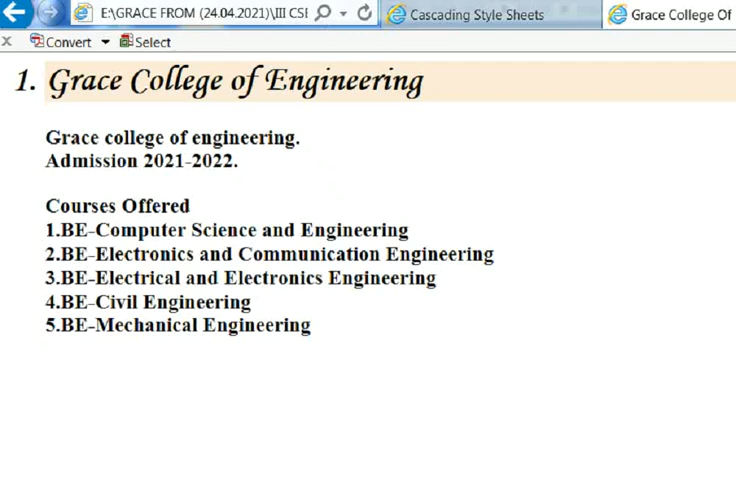 E:\GRACE FROM (24.04.2021)\III CSE
Cascading Style Sheets
Grace College Of
x Convert Select
1. Grace College of Engineering
Grace college of engineering.
Admission 2021-2022.
Courses Offered
1.BE-Computer Science and Engineering
2.BE-Electronics and Communication Engineering
3.BE-Electrical and Electronics Engineering
4.BE-Civil Engineering
5.BE-Mechanical Engineering